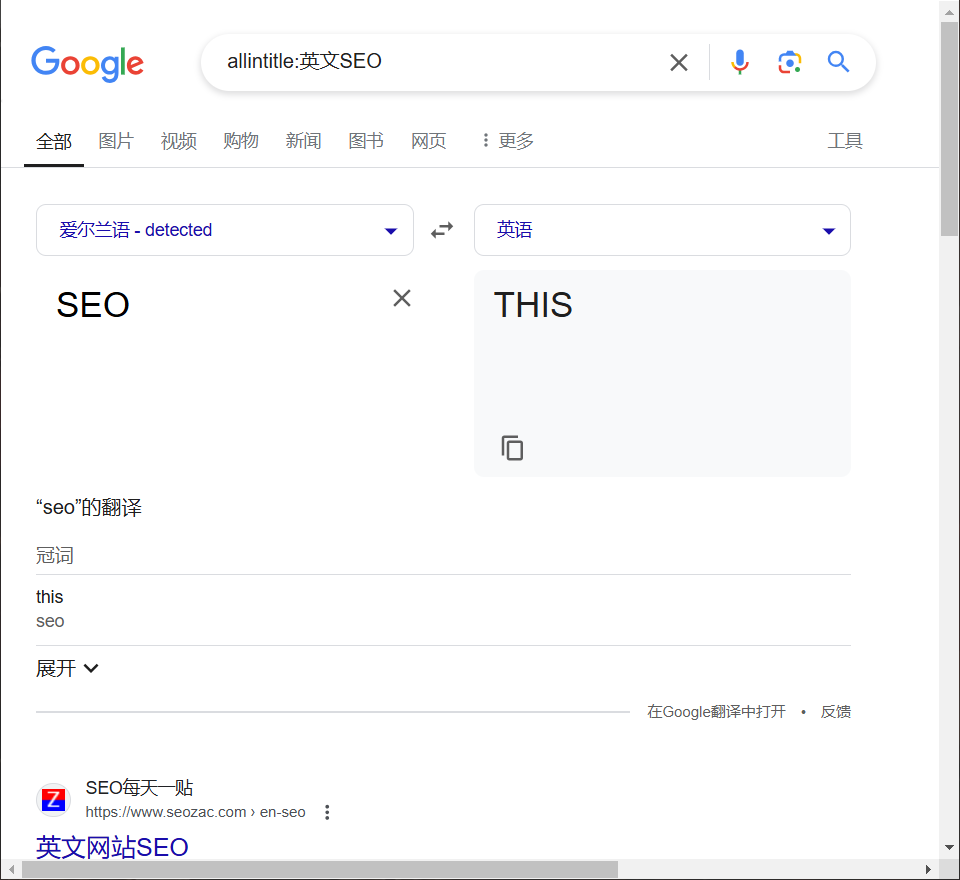 Google
allintitle:英文SEO
全部 图片 视频 购物 新闻 图书 网页 更多 工具
爱尔兰语 - detected 英语
SEO THIS
“seo”的翻译
冠词
this
seo
展开
在Google翻译中打开 • 反馈
Z
SEO每天一贴
https://www.seozac.com › en-seo
英文网站SEO